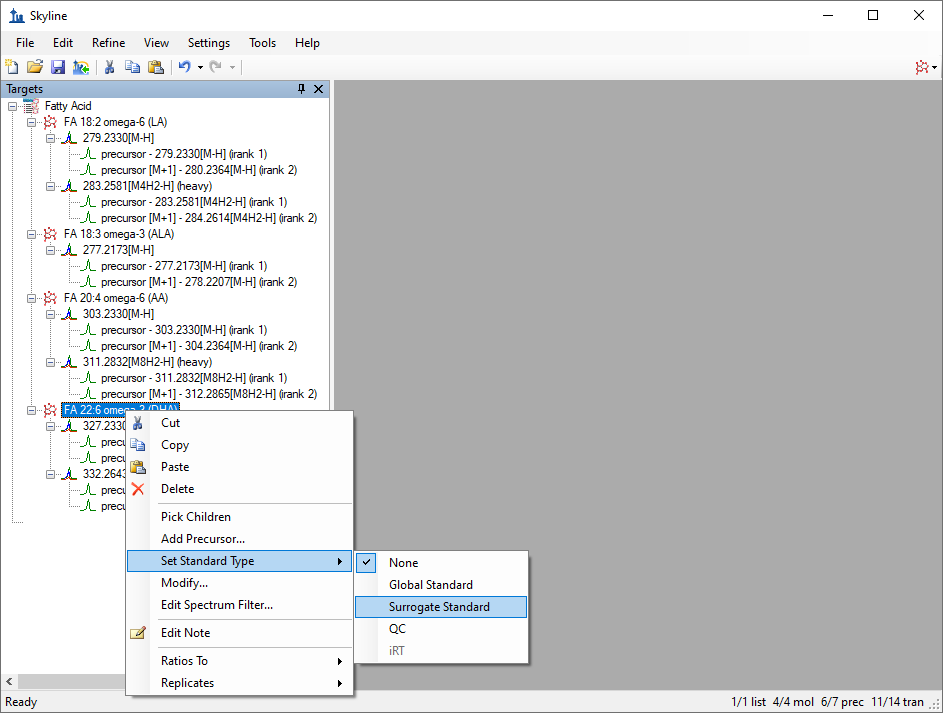 Skyline
File Edit Refine View Settings Tools Help
Targets
Fatty Acid
FA 18:2 omega-6 (LA)
279.2330[M-H]
precursor - 279.2330[M-H] (irank 1)
precursor [M+1] - 280.2364[M-H] (irank 2)
283.2581[M4H2-H] (heavy)
precursor - 283.2581[M4H2-H] (irank 1)
precursor [M+1] - 284.2614[M4H2-H] (irank 2)
FA 18:3 omega-3 (ALA)
277.2173[M-H]
precursor - 277.2173[M-H] (irank 1)
precursor [M+1] - 278.2207[M-H] (irank 2)
FA 20:4 omega-6 (AA)
303.2330[M-H]
precursor - 303.2330[M-H] (irank 1)
precursor [M+1] - 304.2364[M-H] (irank 2)
311.2832[M8H2-H] (heavy)
precursor - 311.2832[M8H2-H] (irank 1)
precursor [M+1] - 312.2865[M8H2-H] (irank 2)
FA 22:6 omega-3 (DHA)
327.2330
precu
precu
332.2643
precu
precu
Cut
Copy
Paste
Delete
Pick Children
Add Precursor...
Set Standard Type
Modify...
Edit Spectrum Filter...
Edit Note
Ratios To
Replicates
None
Global Standard
Surrogate Standard
QC
iRT
Ready
1/1 list 4/4 mol 6/7 prec 11/14 tran